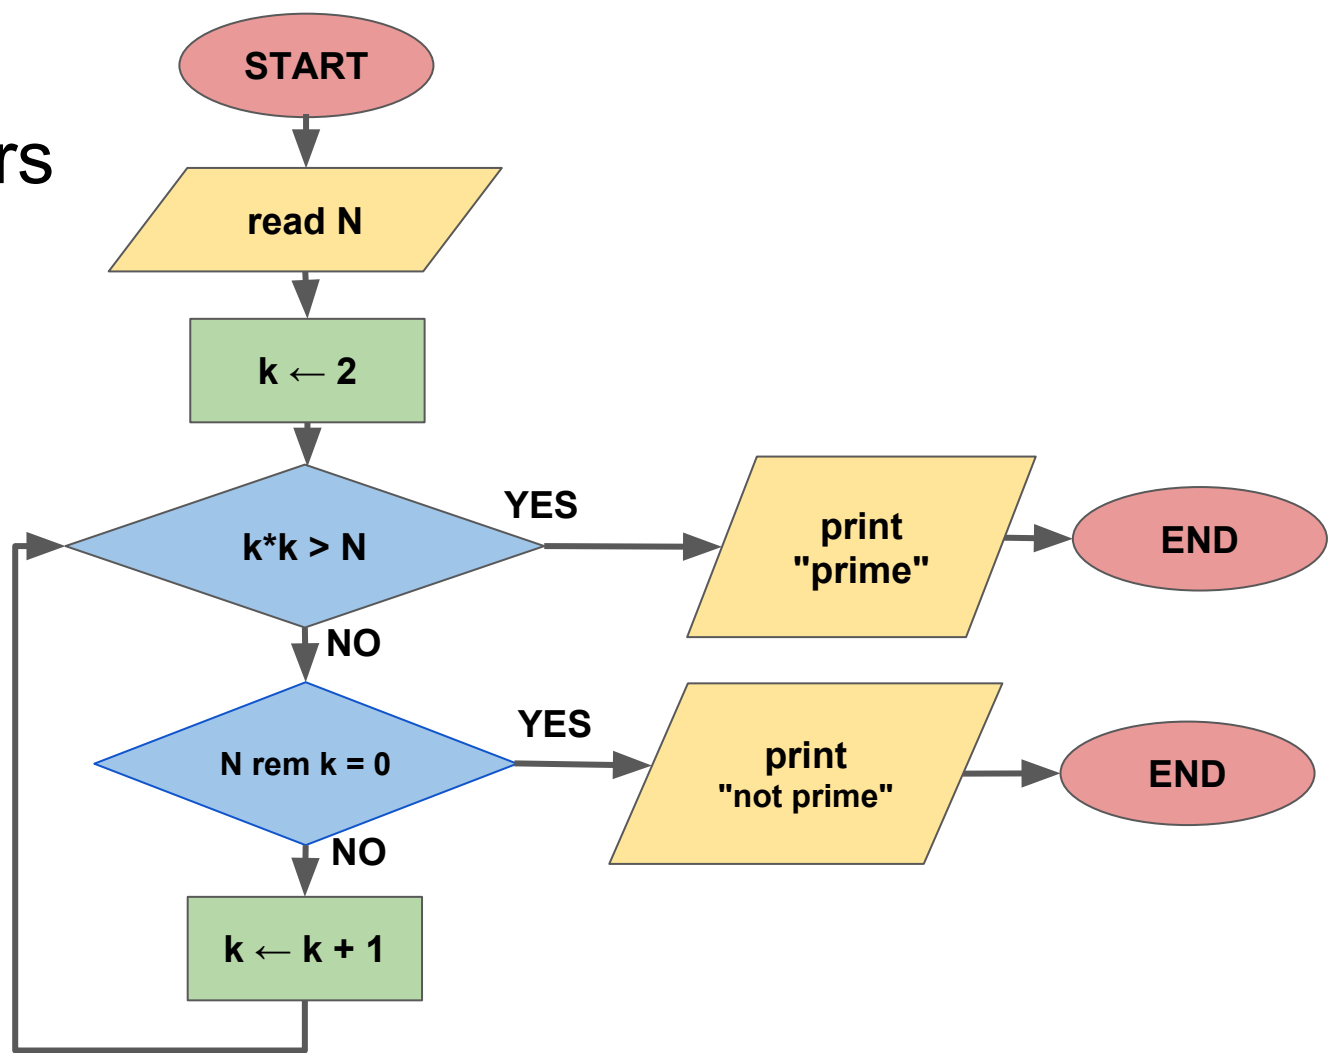 START
rs
read N
k ← 2
k*k > N
YES
print
"prime"
END
NO
N rem k = 0
YES
print
"not prime"
END
NO
k ← k + 1